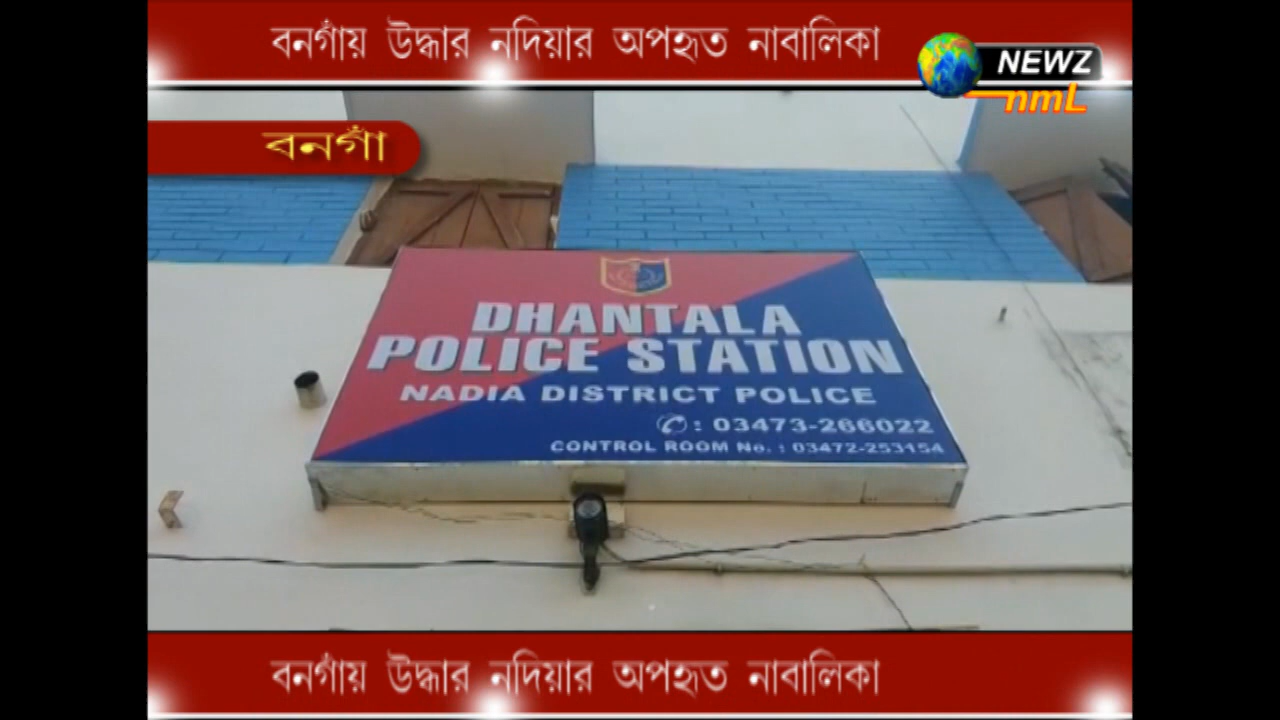 বনগাঁয় উদ্ধার নদিয়ার অপহৃত নাবালিকা
NEWZ
nmL
বনগাঁ
DHANTALA
POLICE STATION
NADIA DISTRICT POLICE
: 03473-266022
CONTROL ROOM No. : 03472-253154
বনগাঁয় উদ্ধার নদিয়ার অপহৃত নাবালিকা